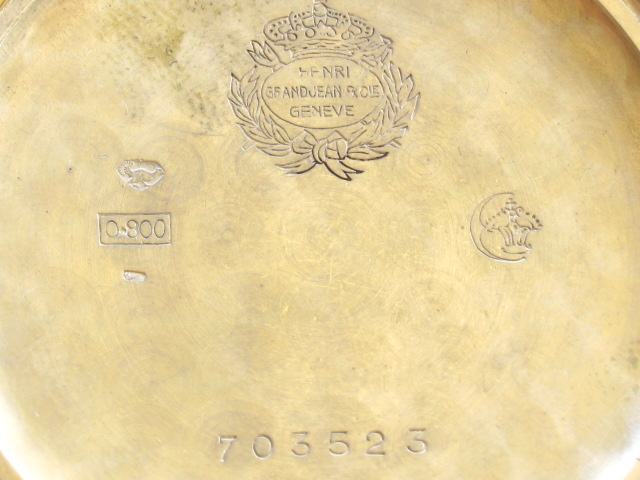 HENRI
GRANDJEAN & CIE
GENEVE
0.800
703523